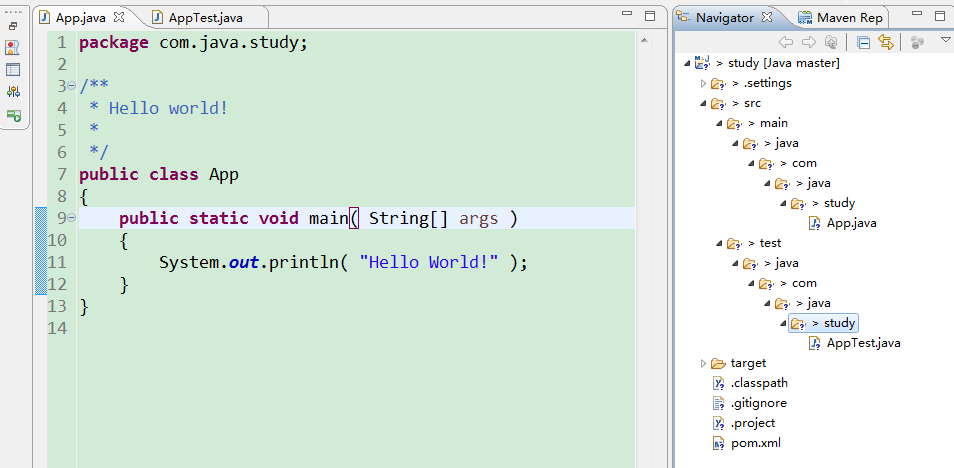 App.java
AppTest.java
1 package com.java.study;
2
3 /**
4  * Hello world!
5  *
6  */
7 public class App
8 {
9     public static void main( String[] args )
10     {
11         System.out.println( "Hello World!" );
12     }
13 }
14
Navigator
Maven Rep
> study [Java master]
> .settings
> src
> main
> java
> com
> java
> study
App.java
> test
> java
> com
> java
> study
AppTest.java
target
.classpath
.gitignore
.project
pom.xml